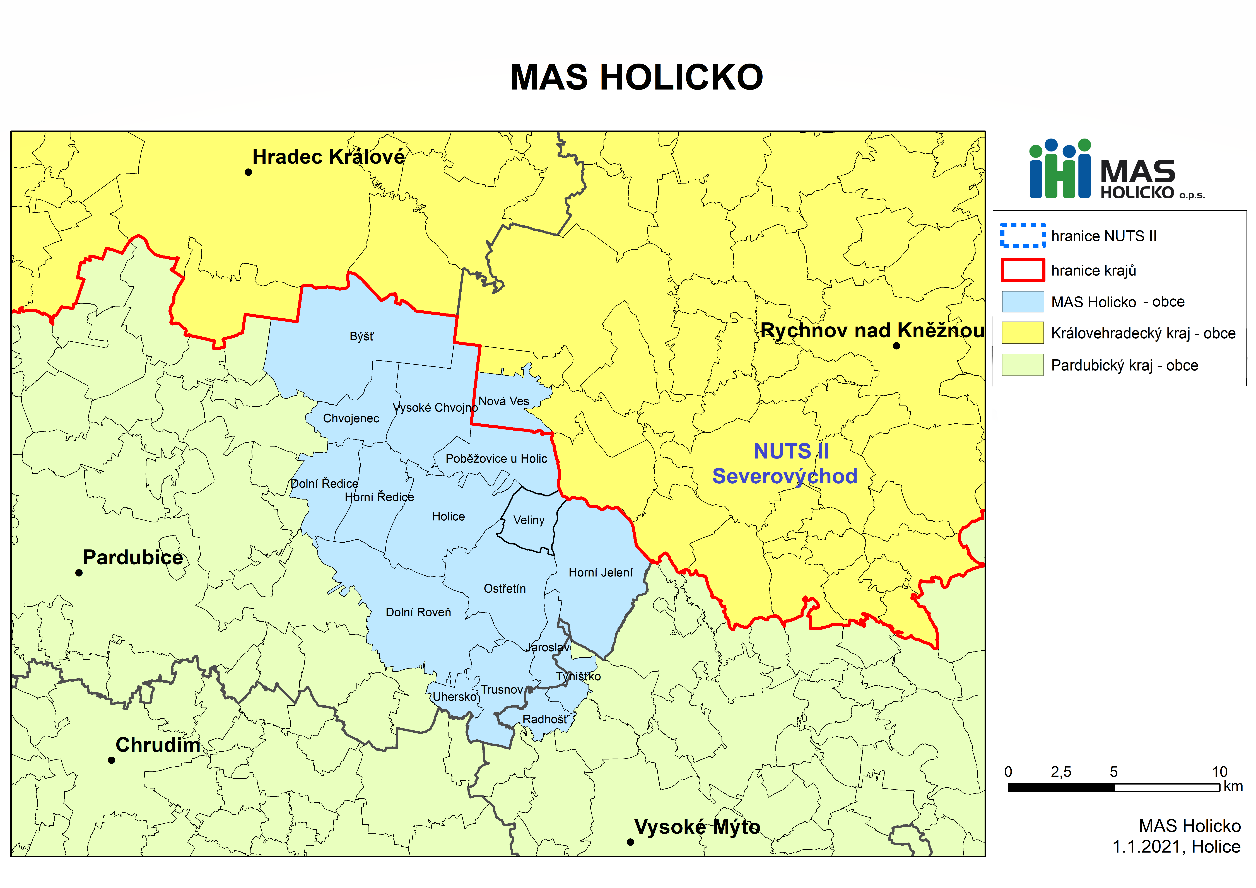 MAS HOLICKO
Hradec Králové
MAS
HOLICKO o.p.s.
hranice NUTS II
hranice krajů
MAS Holicko - obce
Královehradecký kraj - obce
Pardubický kraj - obce
Rychnov nad Kněžnou
Býšť
Nová Ves
Vysoké Chvojno
Chvojenec
NUTS II
Severovýchod
Poběžovice u Holic
Dolní Ředice
Horní Ředice
Holice
Veliny
Pardubice
Horní Jelení
Ostřetín
Dolní Roveň
Jaroslav
Týništko
Trusnov
Uhersko
Radhošť
Chrudim
Vysoké Mýto
0 2,5 5 10
km
MAS Holicko
1.1.2021, Holice